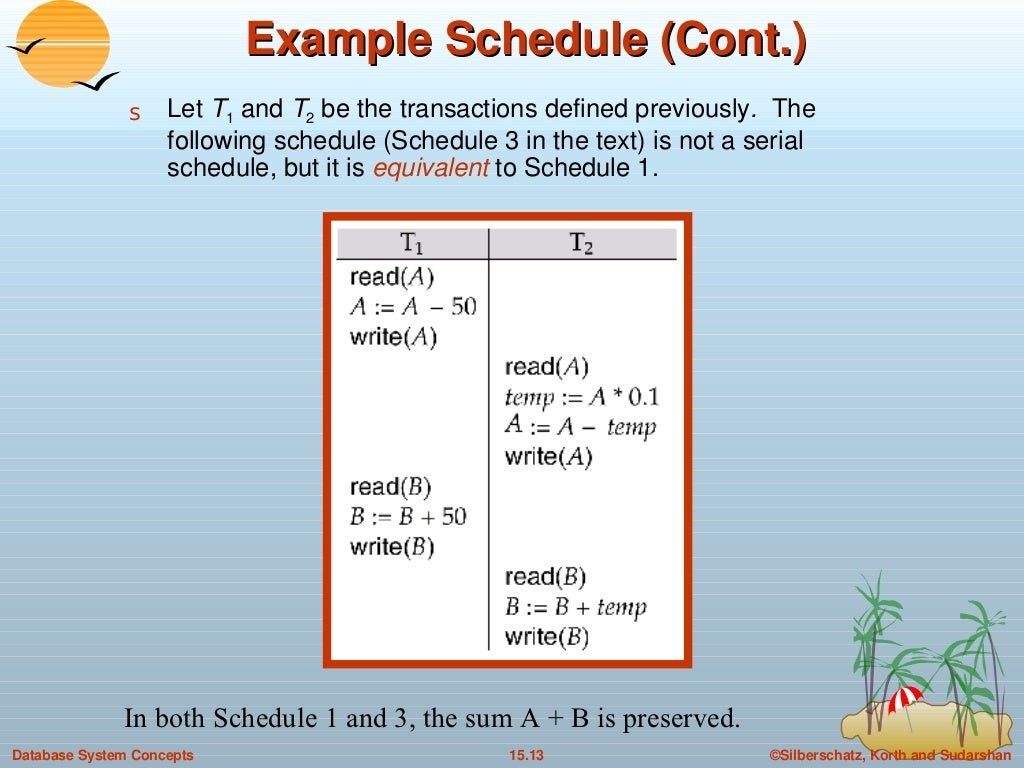 Example Schedule (Cont.)
s Let T1 and T2 be the transactions defined previously. The
following schedule (Schedule 3 in the text) is not a serial
schedule, but it is equivalent to Schedule 1.
T1 T2
read(A)
A := A – 50
write(A)
read(A)
temp := A * 0.1
A := A – temp
write(A)
read(B)
B := B + 50
write(B)
read(B)
B := B + temp
write(B)
In both Schedule 1 and 3, the sum A + B is preserved.
Database System Concepts 15.13 ©Silberschatz, Korth and Sudarshan